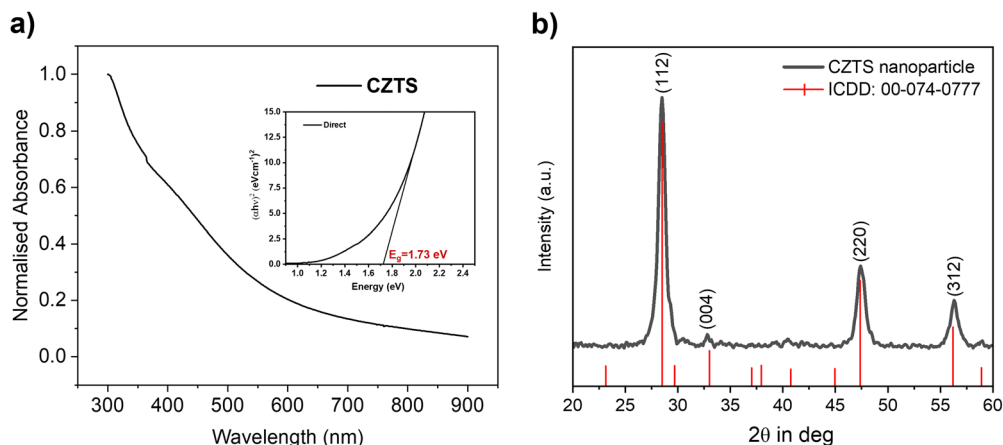 a)
Normalised Absorbance
1.0
0.8
0.6
0.4
0.2
0.0
300 400 500 600 700 800 900
Wavelength (nm)
CZTS
Direct
(αhν)² (eVcm⁻¹)²
15.0
12.5
10.0
7.5
5.0
2.5
0.0
1.0 1.2 1.4 1.6 1.8 2.0 2.2 2.4
Energy (eV)
Eg=1.73 eV
b)
Intensity (a.u.)
CZTS nanoparticle
ICDD: 00-074-0777
(112)
(004)
(220)
(312)
20 25 30 35 40 45 50 55 60
2θ in deg